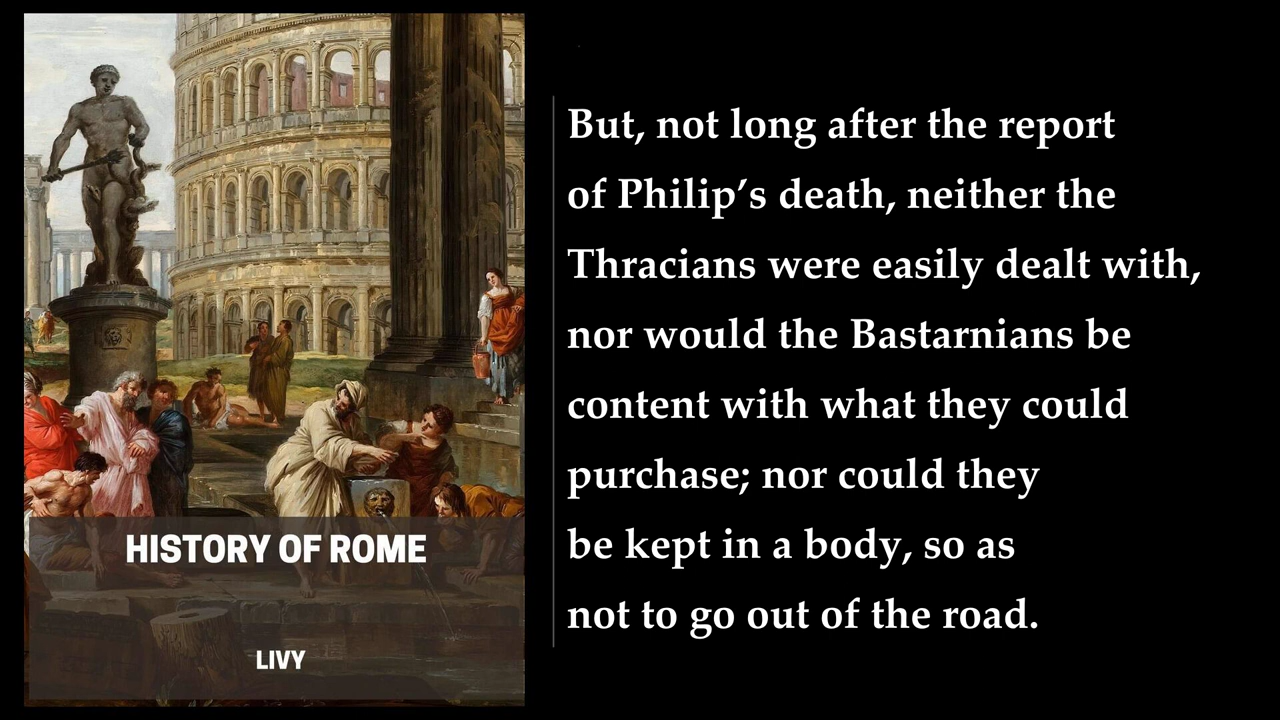 HISTORY OF ROME
LIVY
But, not long after the report
of Philip’s death, neither the
Thracians were easily dealt with,
nor would the Bastarnians be
content with what they could
purchase; nor could they
be kept in a body, so as
not to go out of the road.